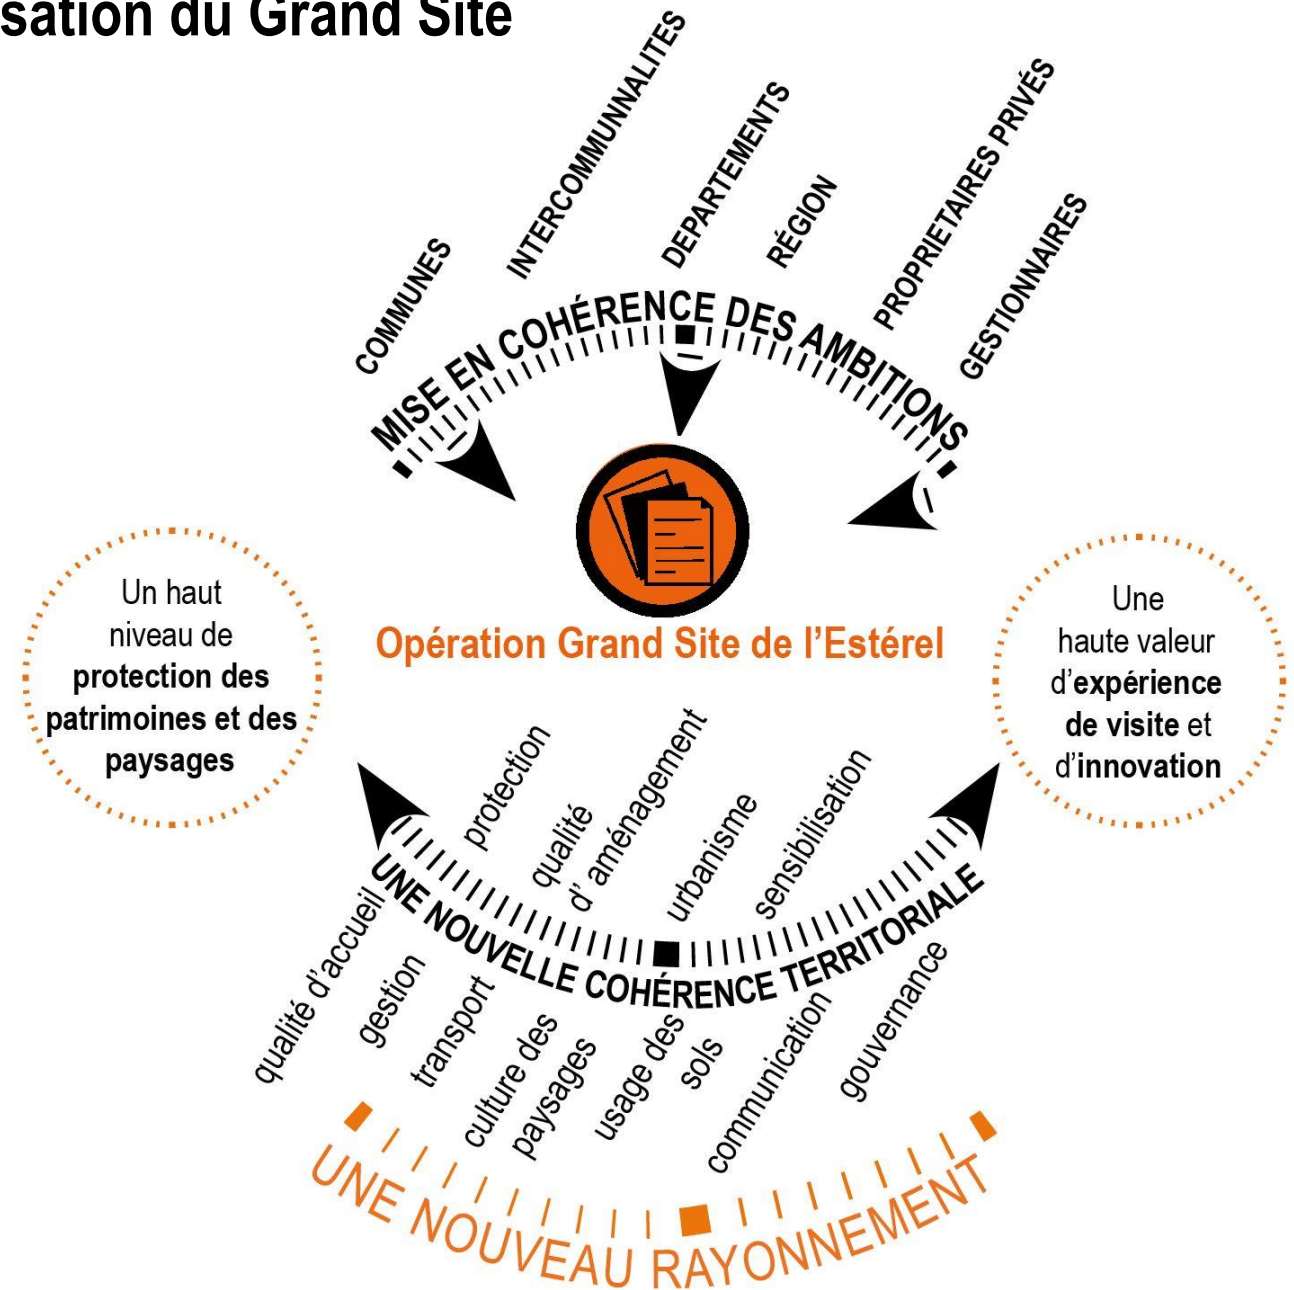 sation du Grand Site
COMMUNES
INTERCOMMUNNALITES
DEPARTEMENTS
RÉGION
PROPRIETAIRES PRIVÉS
GESTIONNAIRES
MISE EN COHÉRENCE DES AMBITIONS
Opération Grand Site de l’Estérel
Un haut
niveau de
protection des
patrimoines et des
paysages
Une
haute valeur
d’expérience
de visite et
d’innovation
protection
qualité
d’ aménagement
urbanisme
sensibilisation
UNE NOUVELLE COHÉRENCE TERRITORIALE
qualité d’accueil
gestion
transport
culture des
paysages
usage des
sols
communication
gouvernance
UNE NOUVEAU RAYONNEMENT